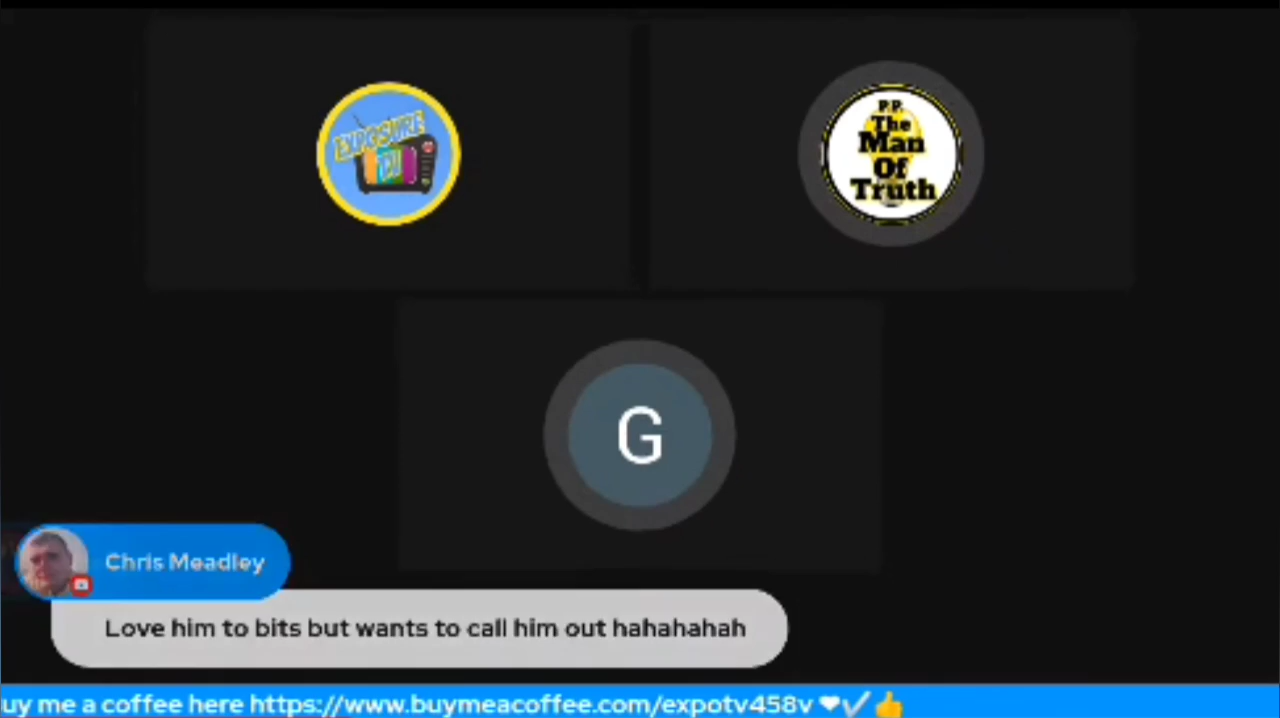 EXPOSURE
TV
P.P.
The
Man
Of
Truth
G
Chris Meadley
Love him to bits but wants to call him out hahahahah
uy me a coffee here https://www.buymeacoffee.com/expotv458v ❤✔👍